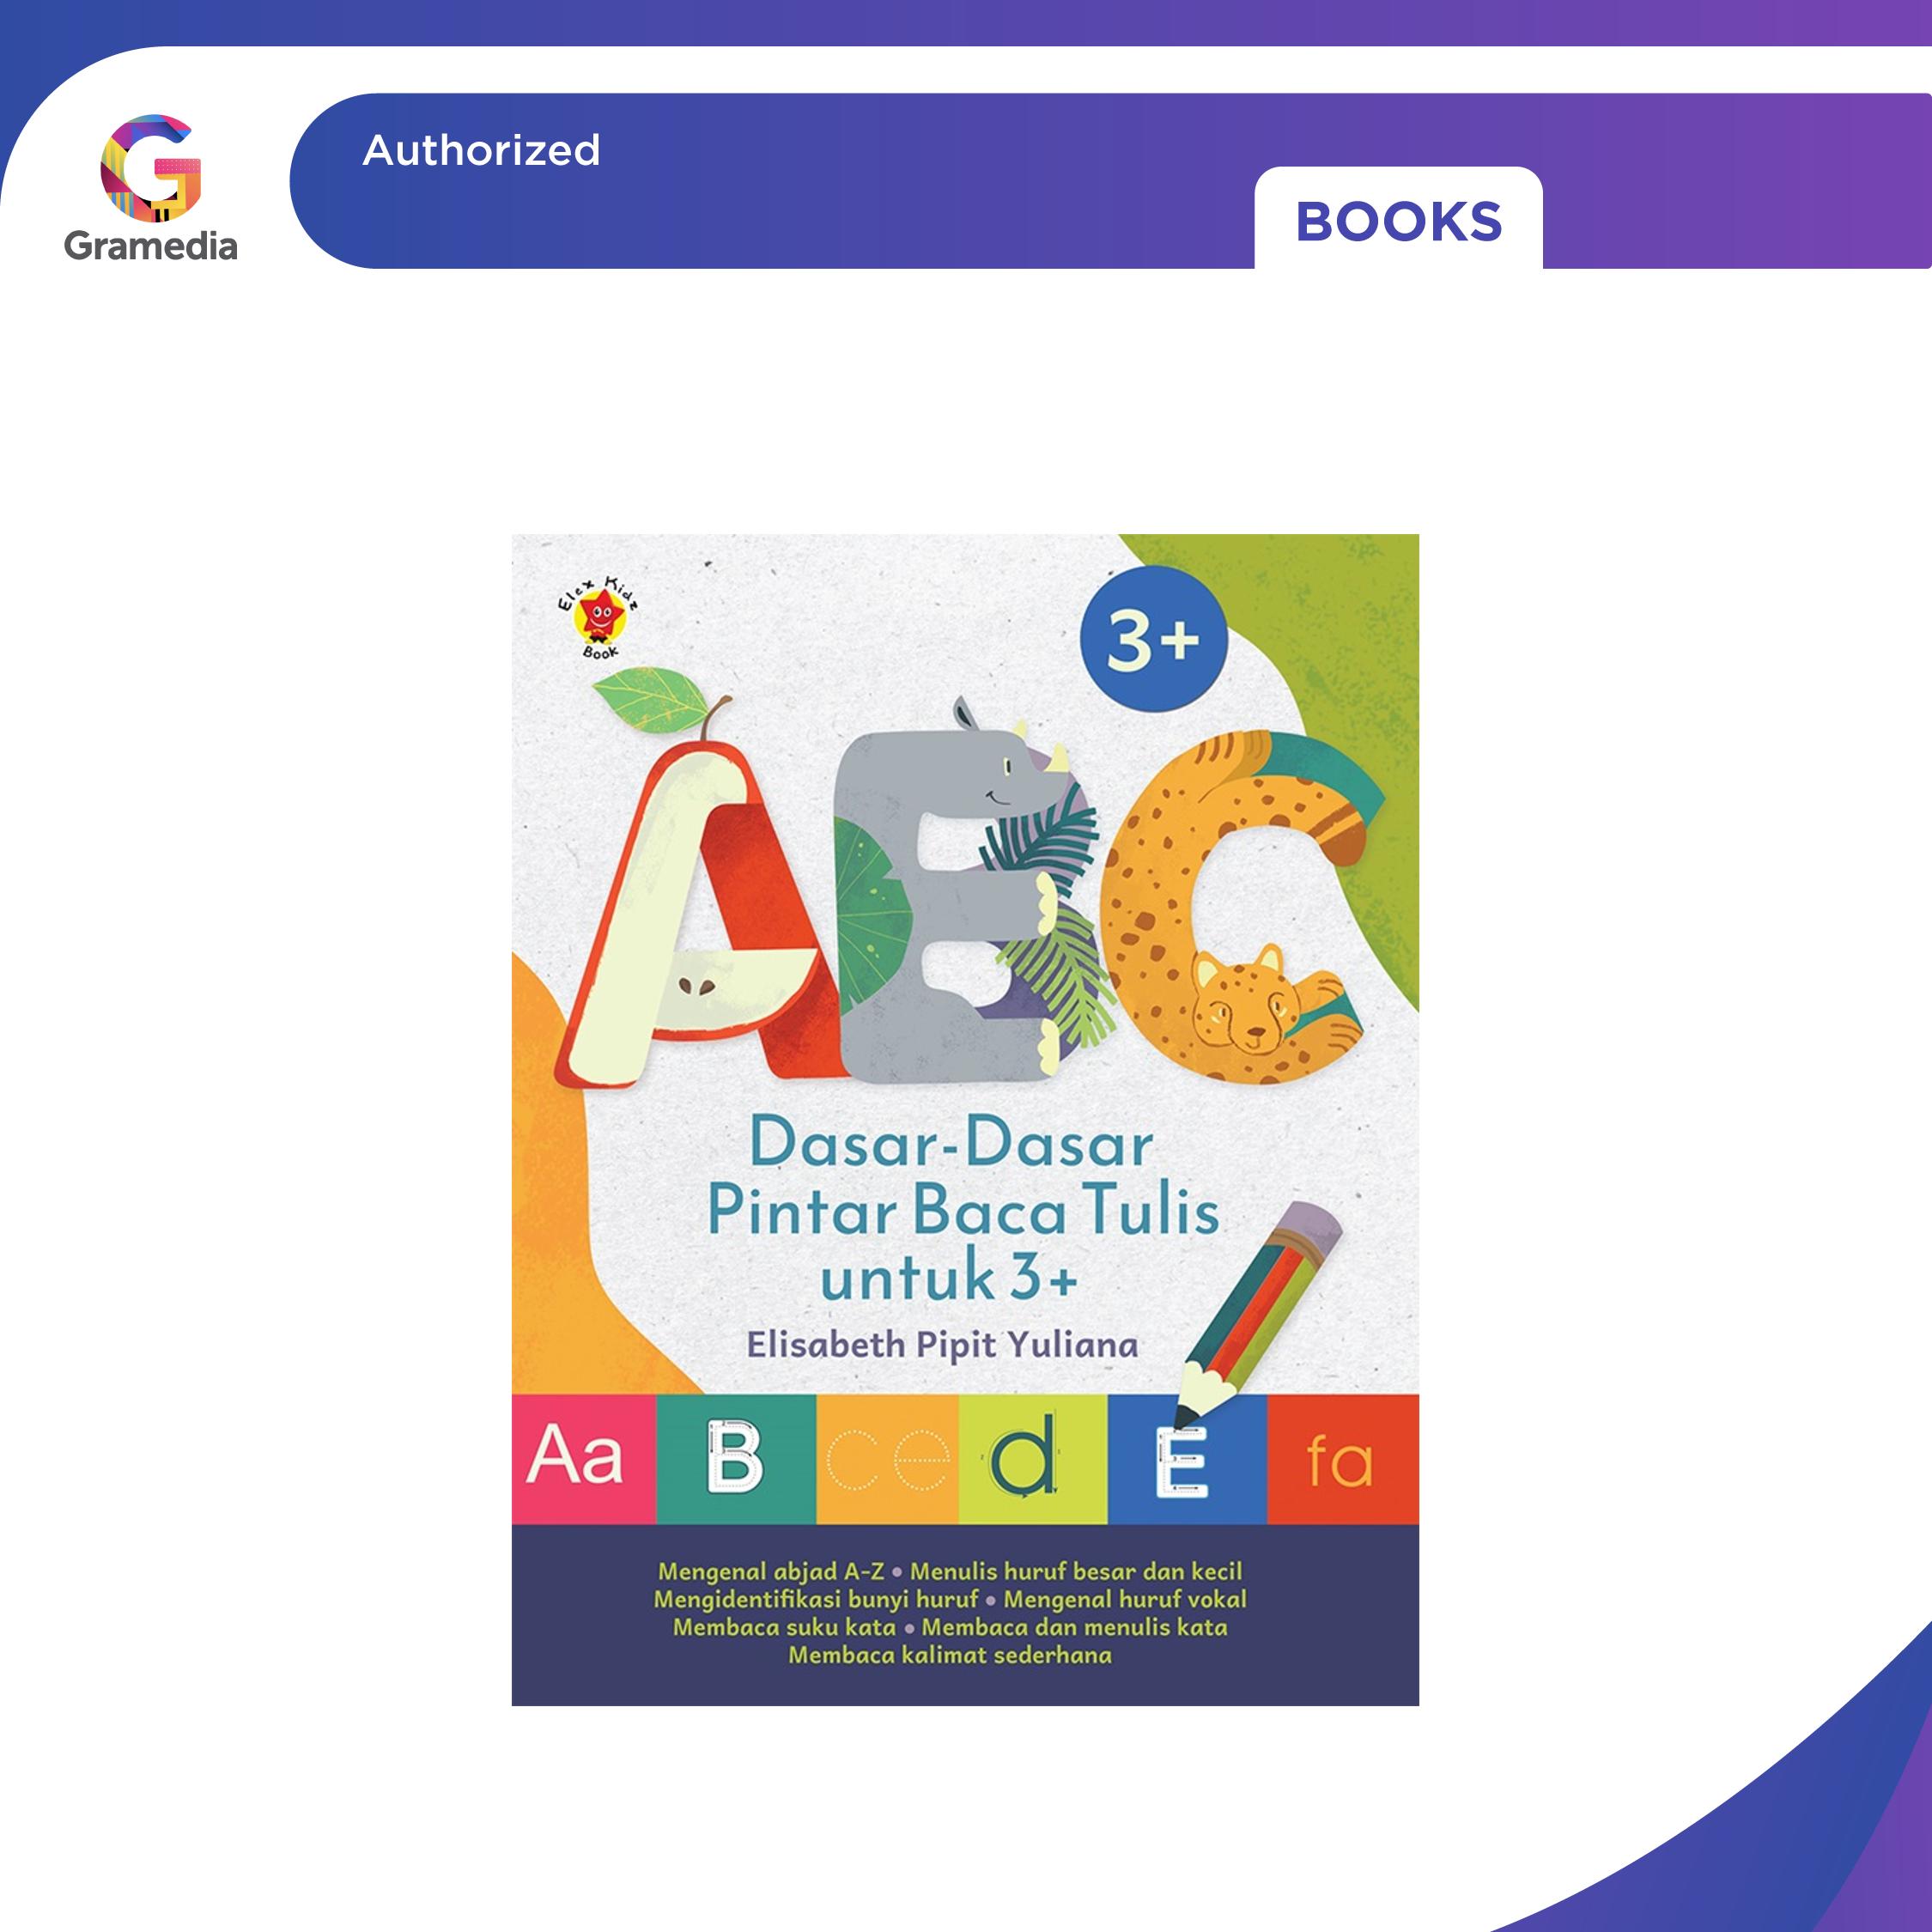 Gramedia
Authorized
BOOKS
Elex Kidz
Book
3+
ABC
Dasar-Dasar
Pintar Baca Tulis
untuk 3+
Elisabeth Pipit Yuliana
Aa B ce d E fa
Mengenal abjad A-Z • Menulis huruf besar dan kecil
Mengidentifikasi bunyi huruf • Mengenal huruf vokal
Membaca suku kata • Membaca dan menulis kata
Membaca kalimat sederhana